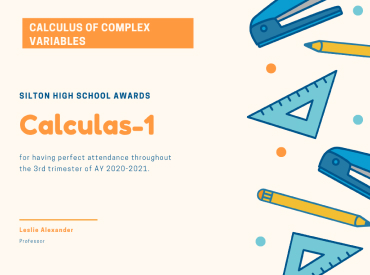 CALCULUS OF COMPLEX
VARIABLES
SILTON HIGH SCHOOL AWARDS
Calculas-1
for having perfect attendance throughout
the 3rd trimester of AY 2020-2021.
Leslie Alexander
Professor